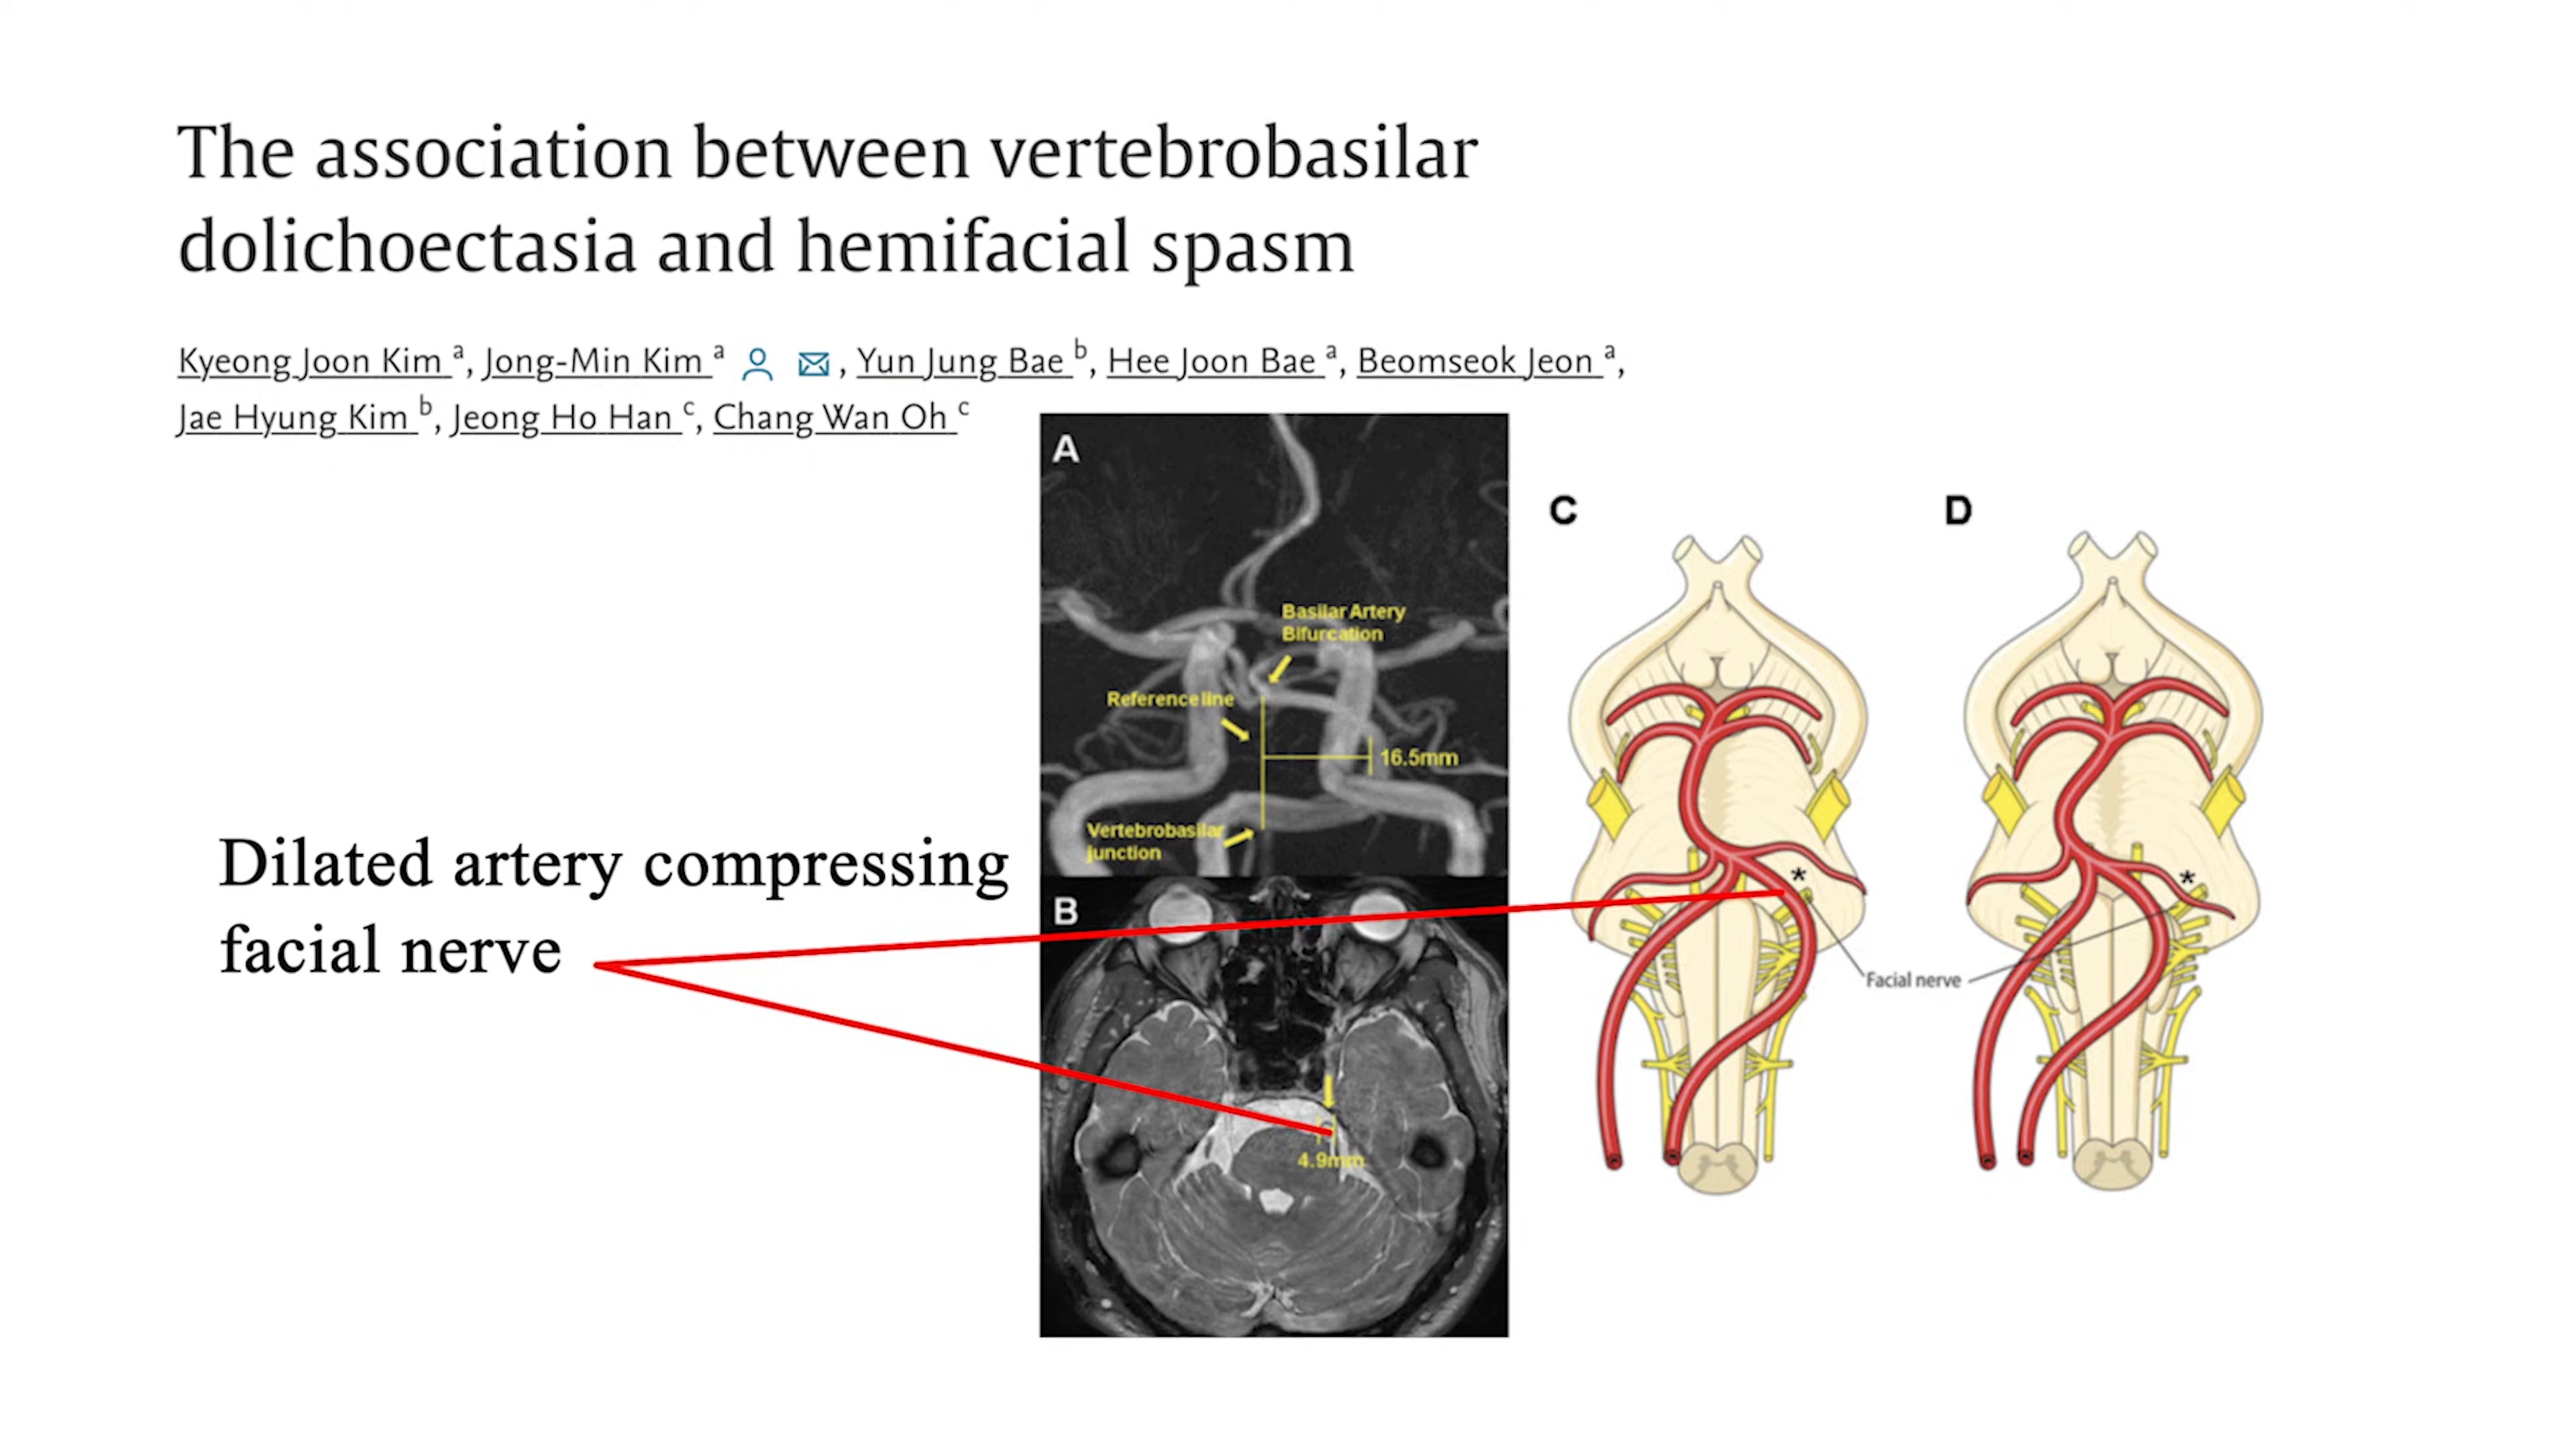 The association between vertebrobasilar
dolichoectasia and hemifacial spasm
Kyeong Joon Kim a, Jong-Min Kim a , Yun Jung Bae b, Hee Joon Bae a, Beomseok Jeon a,
Jae Hyung Kim b, Jeong Ho Han c, Chang Wan Oh c
A
Basilar Artery
Bifurcation
Reference line
16.5mm
Vertebrobasilar
junction
B
4.9mm
C
D
*
*
Facial nerve
Dilated artery compressing
facial nerve